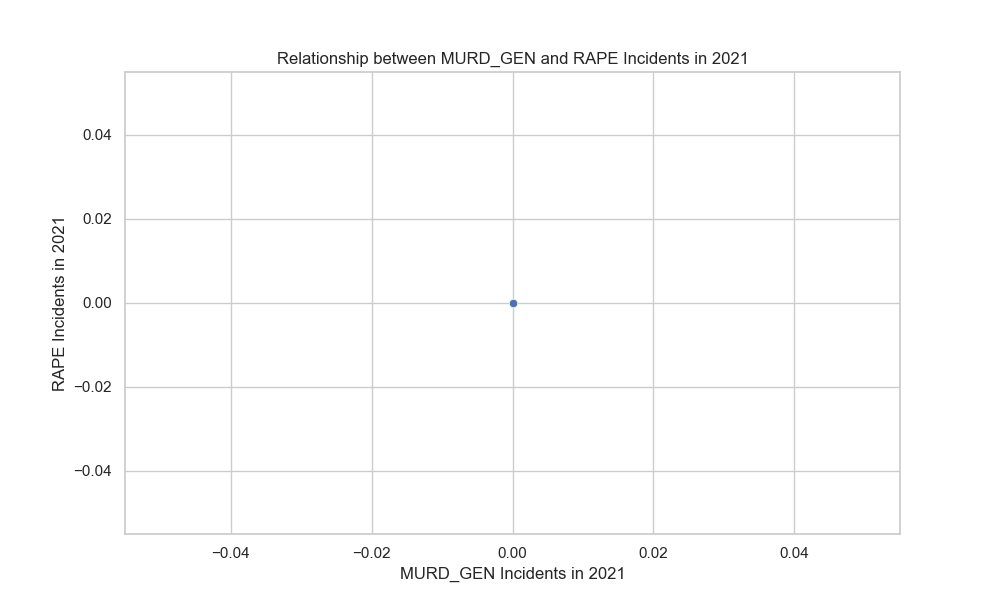 Relationship between MURD_GEN and RAPE Incidents in 2021
0.04
0.02
0.00
−0.02
−0.04
RAPE Incidents in 2021
−0.04 −0.02 0.00 0.02 0.04
MURD_GEN Incidents in 2021